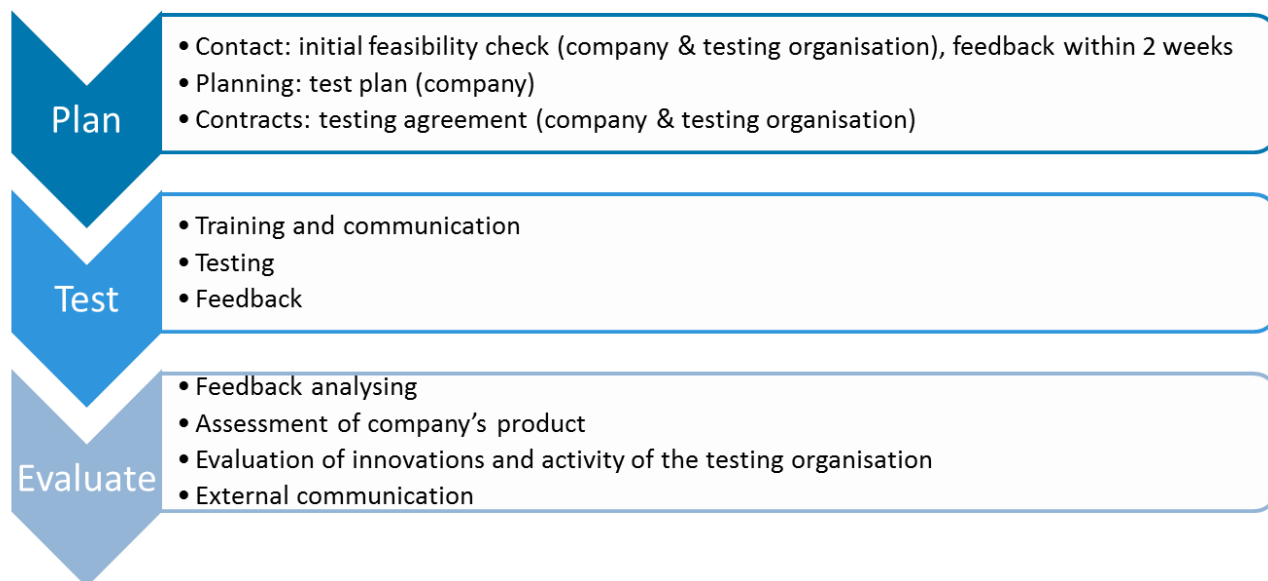 Plan
• Contact: initial feasibility check (company & testing organisation), feedback within 2 weeks
• Planning: test plan (company)
• Contracts: testing agreement (company & testing organisation)
Test
• Training and communication
• Testing
• Feedback
Evaluate
• Feedback analysing
• Assessment of company’s product
• Evaluation of innovations and activity of the testing organisation
• External communication